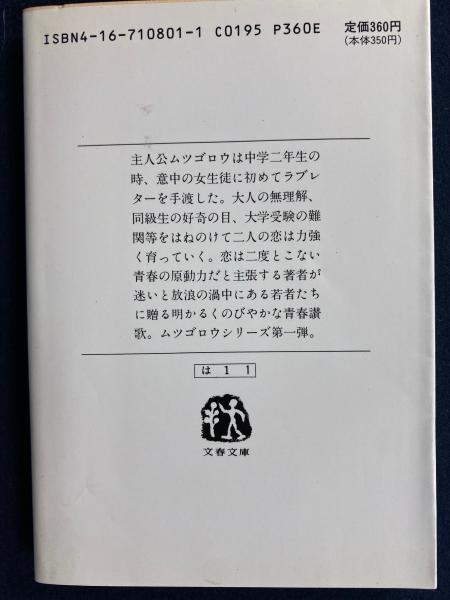 ISBN4-16-710801-1 C0195 P360E 定価360円
(本体350円)
主人公ムツゴロウは中学二年生の
時、意中の女生徒に初めてラブレ
ターを手渡した。大人の無理解、
同級生の好奇の目、大学受験の難
関等をはねのけて二人の恋は力強
く育っていく。恋は二度とこない
青春の原動力だと主張する著者が
迷いと放浪の渦中にある若者たち
に贈る明かるくのびやかな青春讃
歌。ムツゴロウシリーズ第一弾。
は 1 1
文春文庫